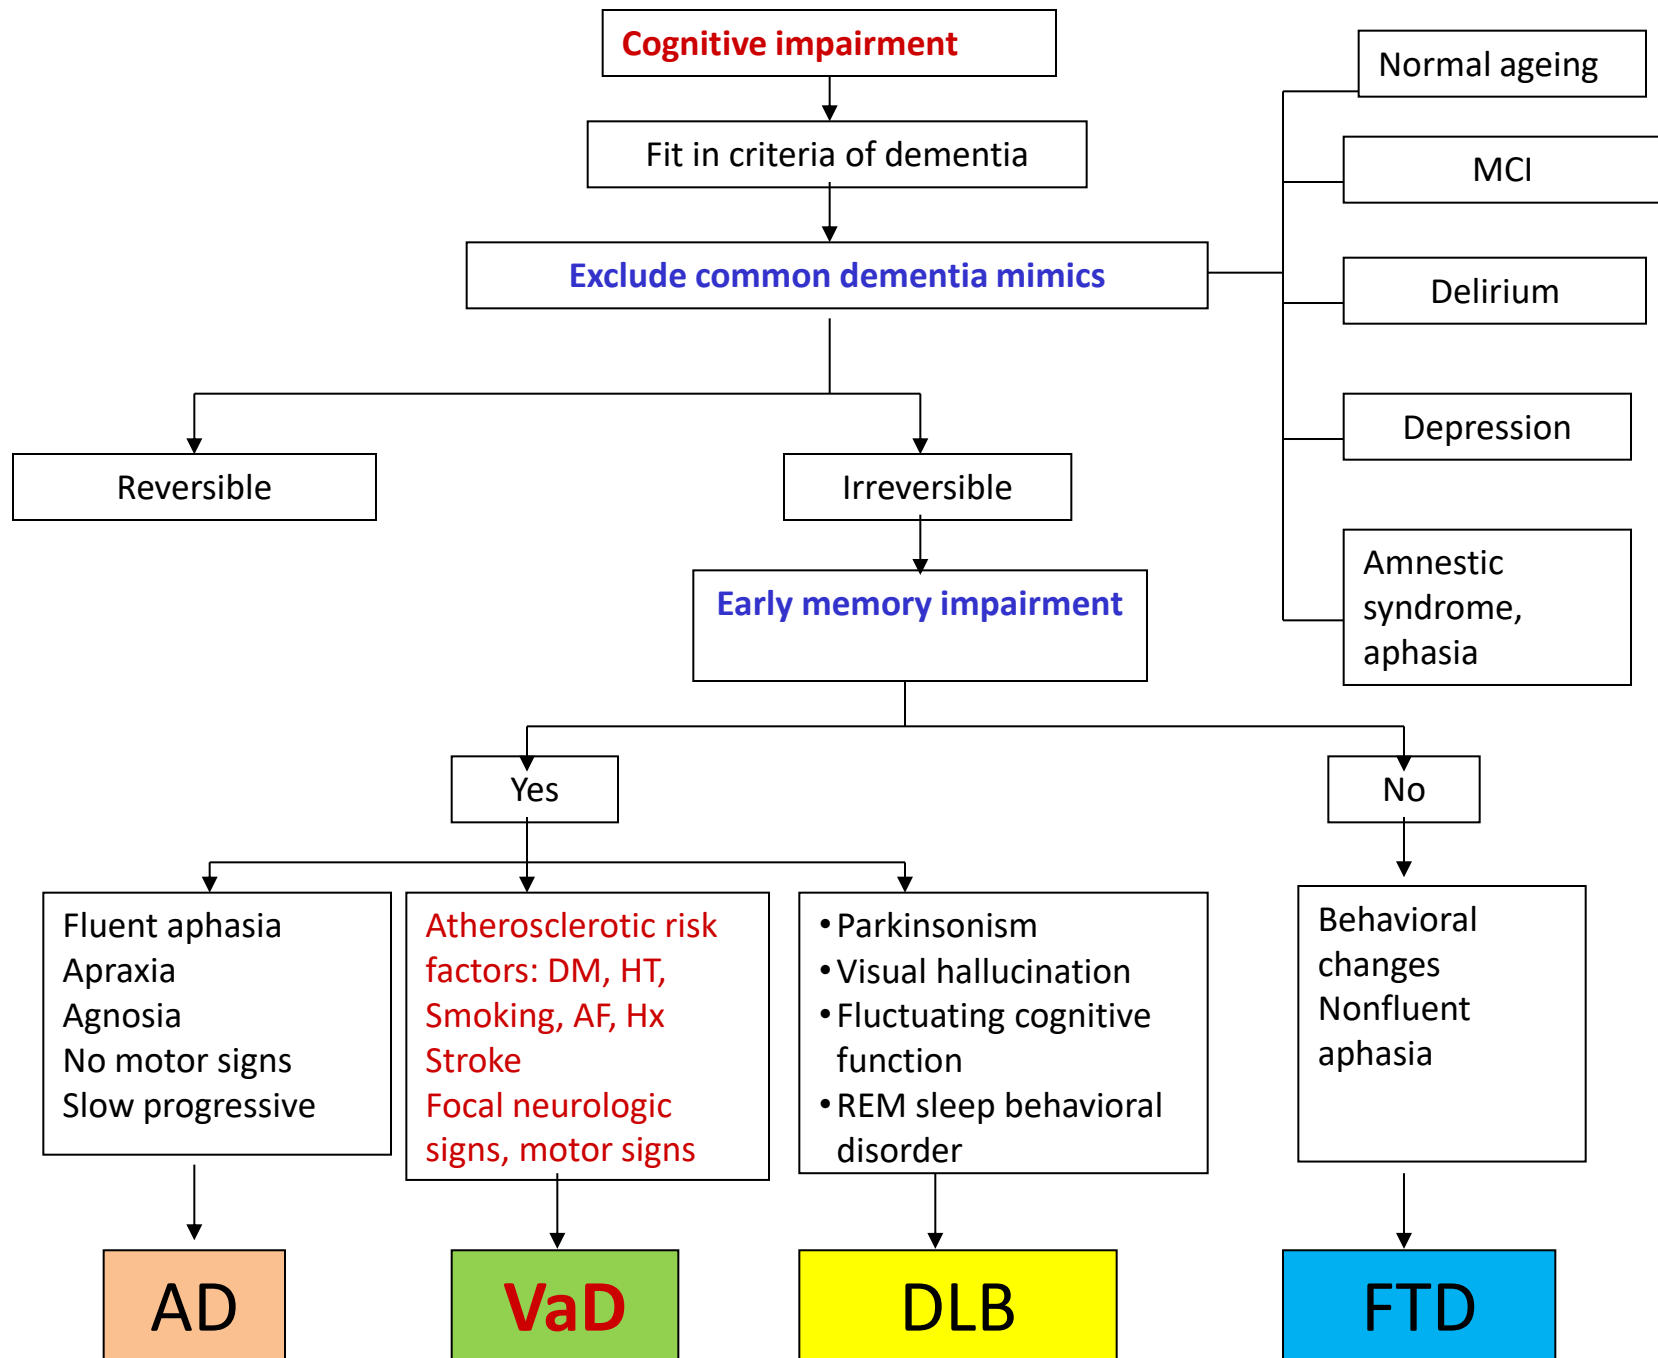 Cognitive impairment
Fit in criteria of dementia
Exclude common dementia mimics
Normal ageing
MCI
Delirium
Depression
Amnestic
syndrome,
aphasia
Reversible
Irreversible
Early memory impairment
Yes
No
Fluent aphasia
Apraxia
Agnosia
No motor signs
Slow progressive
Atherosclerotic risk
factors: DM, HT,
Smoking, AF, Hx
Stroke
Focal neurologic
signs, motor signs
• Parkinsonism
• Visual hallucination
• Fluctuating cognitive
function
• REM sleep behavioral
disorder
Behavioral
changes
Nonfluent
aphasia
AD
VaD
DLB
FTD